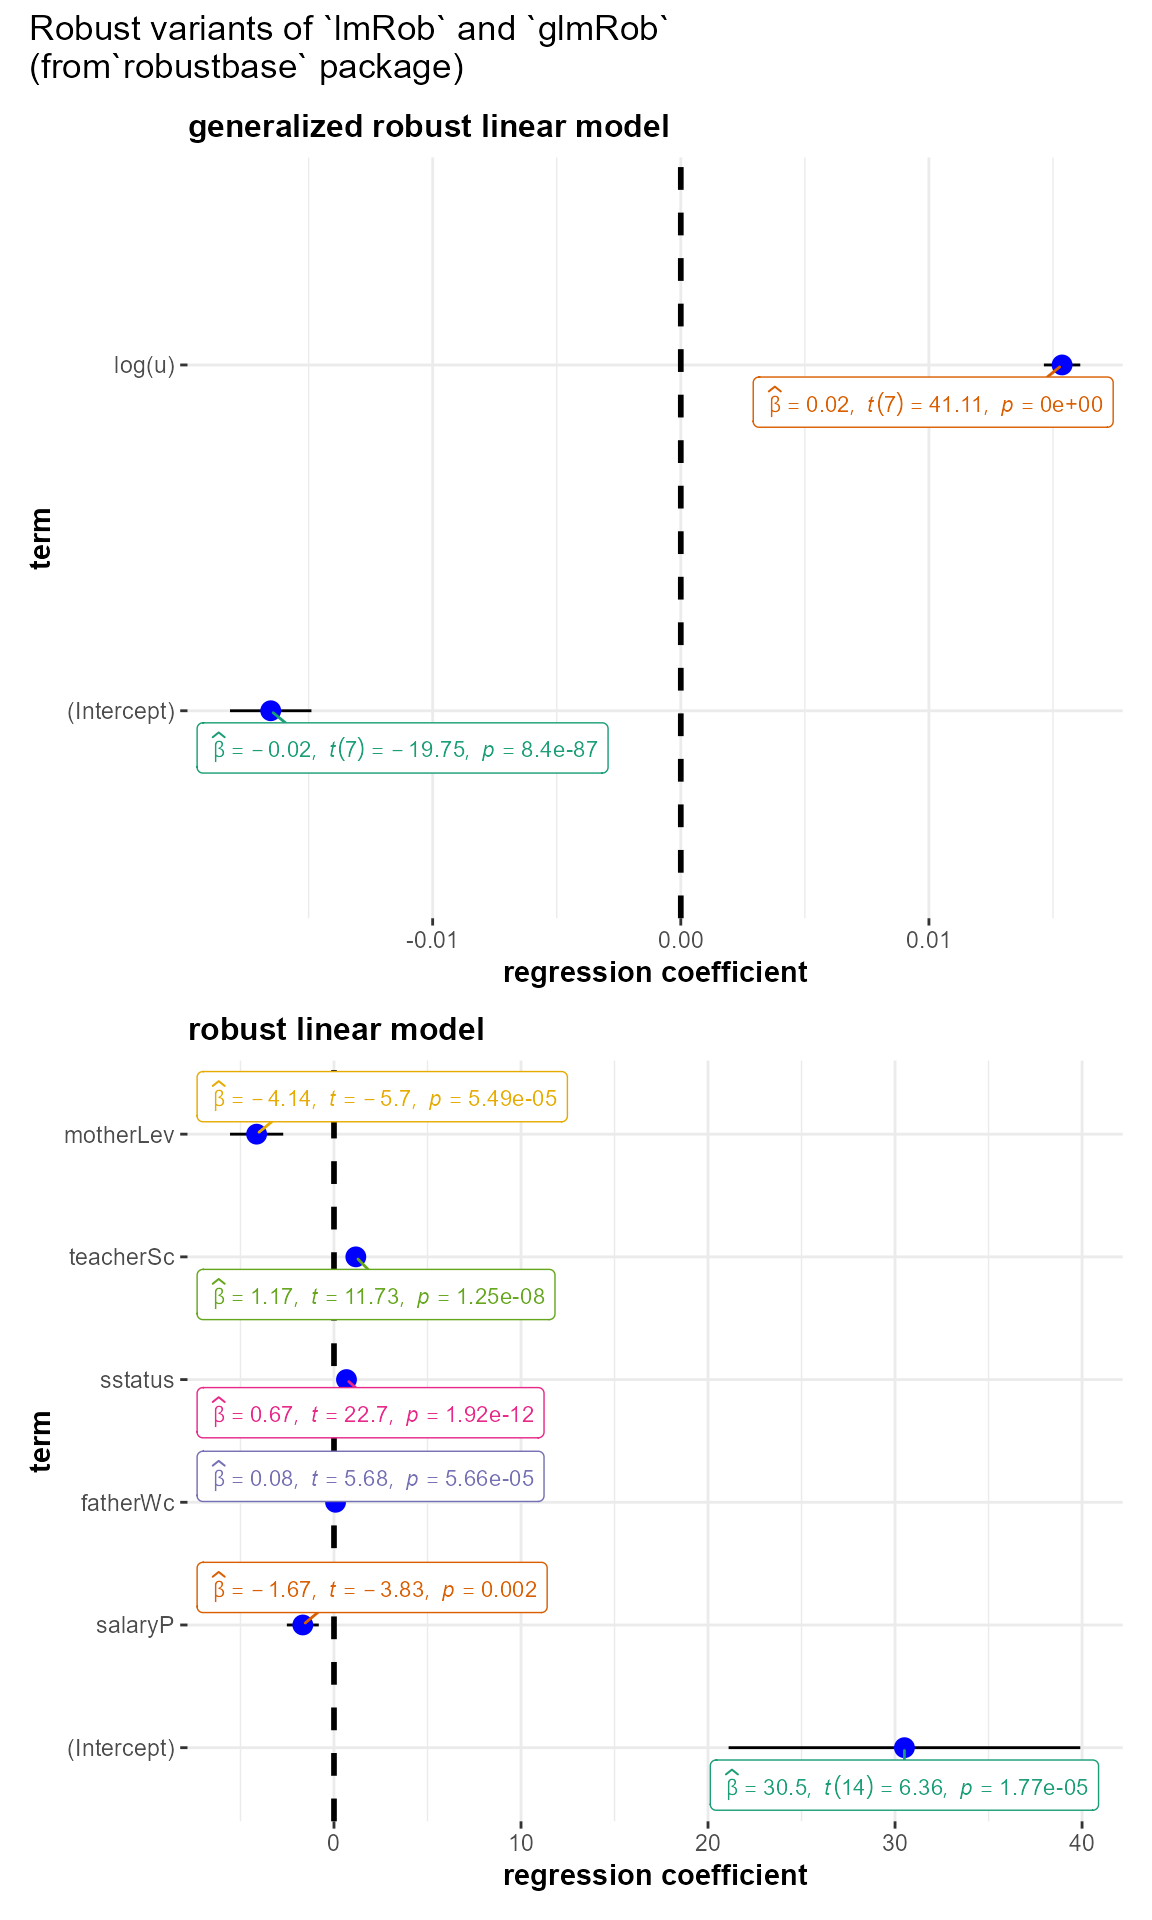 Robust variants of `lmRob` and `glmRob`
(from`robustbase` package)
generalized robust linear model
term
log(u)
β̂ = 0.02, t(7) = 41.11, p = 0e+00
(Intercept)
β̂ = − 0.02, t(7) = − 19.75, p = 8.4e-87
-0.01 0.00 0.01
regression coefficient
robust linear model
term
β̂ = − 4.14, t = − 5.7, p = 5.49e-05
motherLev
teacherSc
β̂ = 1.17, t = 11.73, p = 1.25e-08
sstatus
β̂ = 0.67, t = 22.7, p = 1.92e-12
β̂ = 0.08, t = 5.68, p = 5.66e-05
fatherWc
β̂ = − 1.67, t = − 3.83, p = 0.002
salaryP
(Intercept)
β̂ = 30.5, t(14) = 6.36, p = 1.77e-05
0 10 20 30 40
regression coefficient